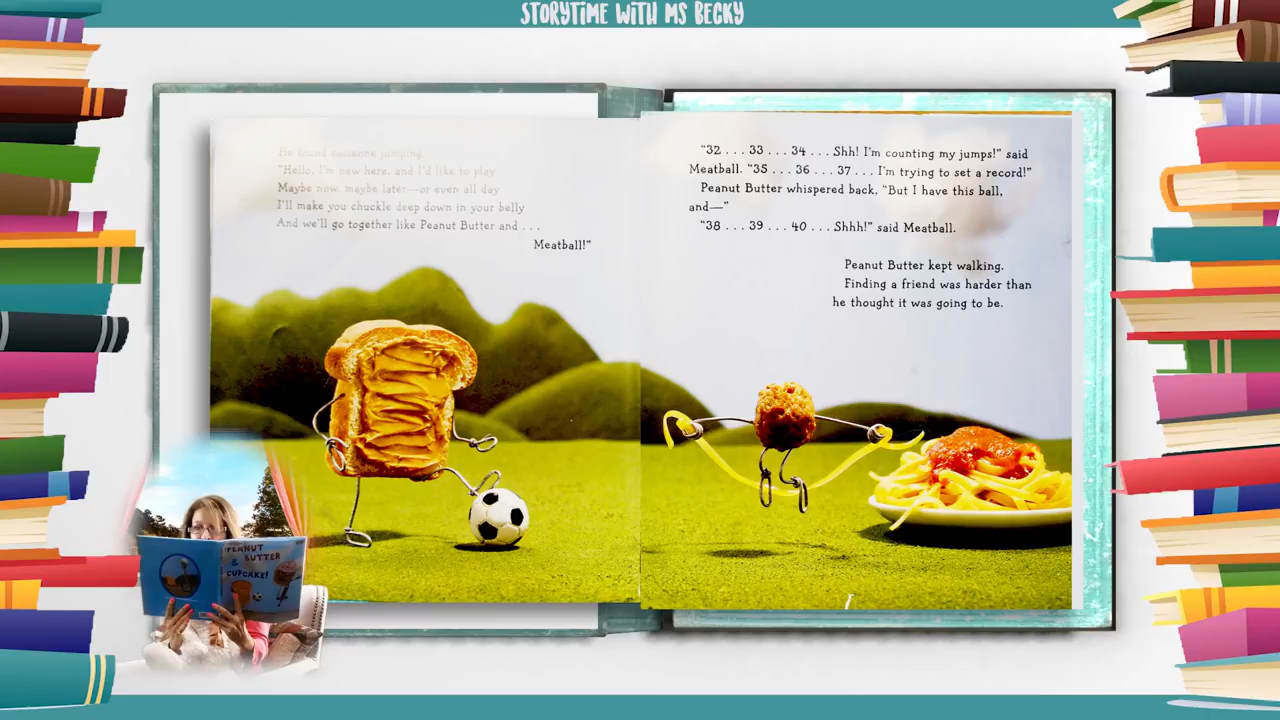 STORYTIME WITH MS BECKY
He found someone jumping.
"Hello, I'm new here, and I'd like to play
Maybe now, maybe later—or even all day
I'll make you chuckle deep down in your belly
And we'll go together like Peanut Butter and . . .
Meatball!"
"32 . . . 33 . . . 34 . . . Shh! I'm counting my jumps!" said
Meatball. "35 . . . 36 . . . 37 . . . I'm trying to set a record!"
Peanut Butter whispered back, "But I have this ball,
and—"
"38 . . . 39 . . . 40 . . . Shhh!" said Meatball.
Peanut Butter kept walking.
Finding a friend was harder than
he thought it was going to be.
PEANUT
BUTTER
&
CUPCAKE!